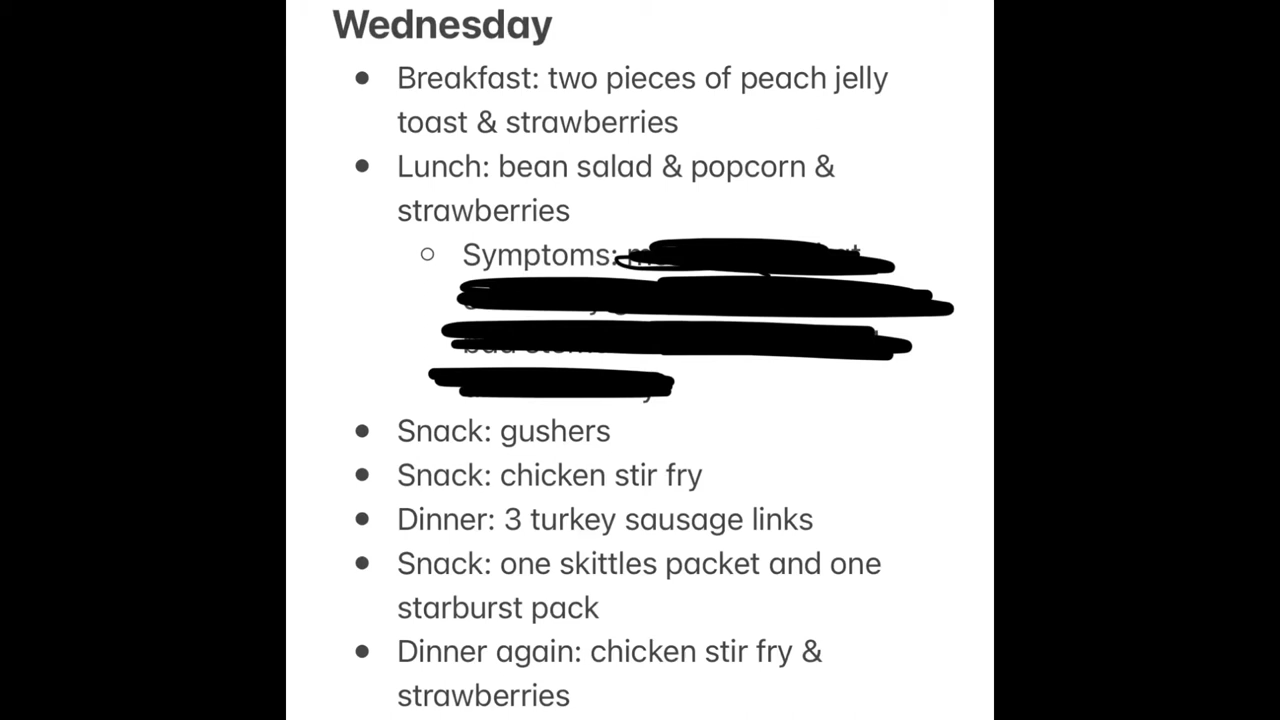 Wednesday
Breakfast: two pieces of peach jelly
toast & strawberries
Lunch: bean salad & popcorn &
strawberries
Symptoms:
Snack: gushers
Snack: chicken stir fry
Dinner: 3 turkey sausage links
Snack: one skittles packet and one
starburst pack
Dinner again: chicken stir fry &
strawberries